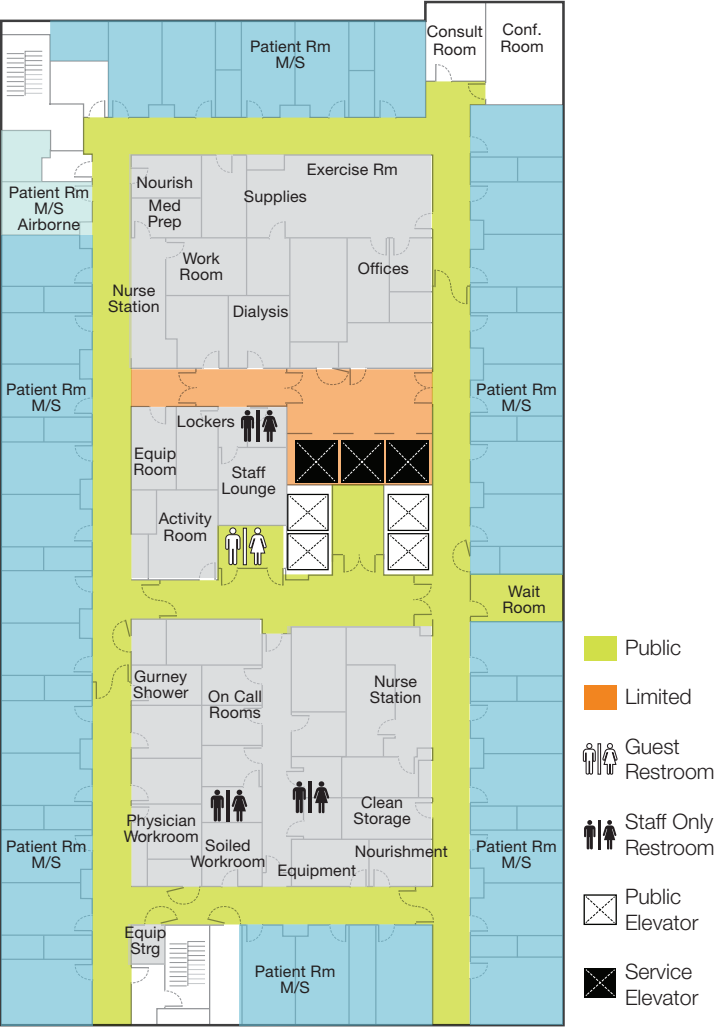 Consult
Room
Conf.
Room
Patient Rm
M/S
Exercise Rm
Nourish
Supplies
Med
Prep
Patient Rm
M/S
Airborne
Work
Room
Offices
Nurse
Station
Dialysis
Patient Rm
M/S
Patient Rm
M/S
Lockers
Equip
Room
Staff
Lounge
Activity
Room
Wait
Room
Gurney
Shower
On Call
Rooms
Nurse
Station
Clean
Storage
Physician
Workroom
Soiled
Workroom
Nourishment
Equipment
Patient Rm
M/S
Patient Rm
M/S
Equip
Strg
Patient Rm
M/S
Public
Limited
Guest
Restroom
Staff Only
Restroom
Public
Elevator
Service
Elevator